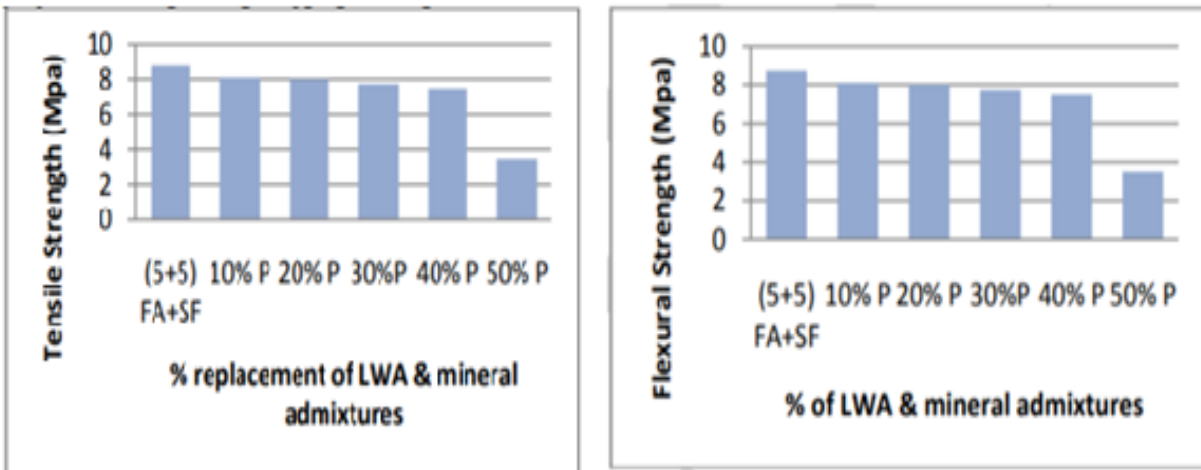 Tensile Strength (Mpa)
10
8
6
4
2
0
(5+5) 10% P 20% P 30%P 40% P 50% P
FA+SF
% replacement of LWA & mineral
admixtures
Flexural Strength (Mpa)
10
8
6
4
2
0
(5+5) 10% P 20% P 30%P 40% P 50% P
FA+SF
% of LWA & mineral admixtures